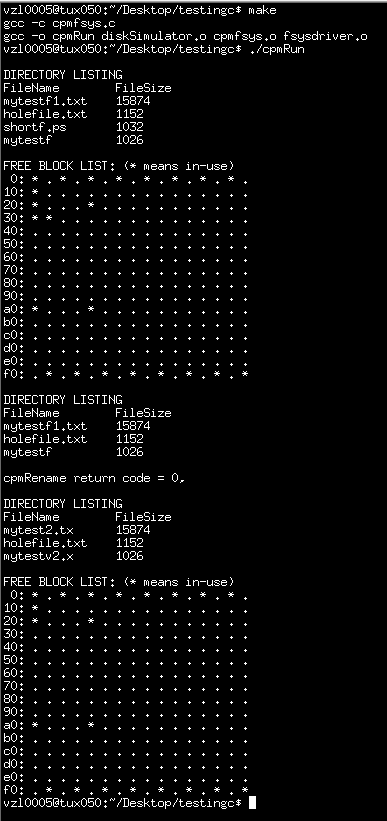 vzl0005@tux050:~/Desktop/testingc$ make
gcc -c cpmfsys.c
gcc -o cpmRun diskSimulator.o cpmfsys.o fsysdriver.o
vzl0005@tux050:~/Desktop/testingc$ ./cpmRun
DIRECTORY LISTING
FileName FileSize
mytestf1.txt 15874
holefile.txt 1152
shortf.ps 1032
mytestf 1026
FREE BLOCK LIST: (* means in-use)
0: * . * . * . * . * . * . * . * .
10: * . . . . . . . . . . . . . . .
20: * . . . * . . . . . . . . . . .
30: * * . . . . . . . . . . . . . .
40: . . . . . . . . . . . . . . . .
50: . . . . . . . . . . . . . . . .
60: . . . . . . . . . . . . . . . .
70: . . . . . . . . . . . . . . . .
80: . . . . . . . . . . . . . . . .
90: . . . . . . . . . . . . . . . .
a0: * . . . * . . . . . . . . . . .
b0: . . . . . . . . . . . . . . . .
c0: . . . . . . . . . . . . . . . .
d0: . . . . . . . . . . . . . . . .
e0: . . . . . . . . . . . . . . . .
f0: . * . * . * . * . * . * . * . *
DIRECTORY LISTING
FileName FileSize
mytestf1.txt 15874
holefile.txt 1152
mytestf 1026
cpmRename return code = 0,
DIRECTORY LISTING
FileName FileSize
mytest2.tx 15874
holefile.txt 1152
mytestv2.x 1026
FREE BLOCK LIST: (* means in-use)
0: * . * . * . * . * . * . * . * .
10: * . . . . . . . . . . . . . . .
20: * . . . * . . . . . . . . . . .
30: . . . . . . . . . . . . . . . .
40: . . . . . . . . . . . . . . . .
50: . . . . . . . . . . . . . . . .
60: . . . . . . . . . . . . . . . .
70: . . . . . . . . . . . . . . . .
80: . . . . . . . . . . . . . . . .
90: . . . . . . . . . . . . . . . .
a0: * . . . * . . . . . . . . . . .
b0: . . . . . . . . . . . . . . . .
c0: . . . . . . . . . . . . . . . .
d0: . . . . . . . . . . . . . . . .
e0: . . . . . . . . . . . . . . . .
f0: . * . * . * . * . * . * . * . *
vzl0005@tux050:~/Desktop/testingc$